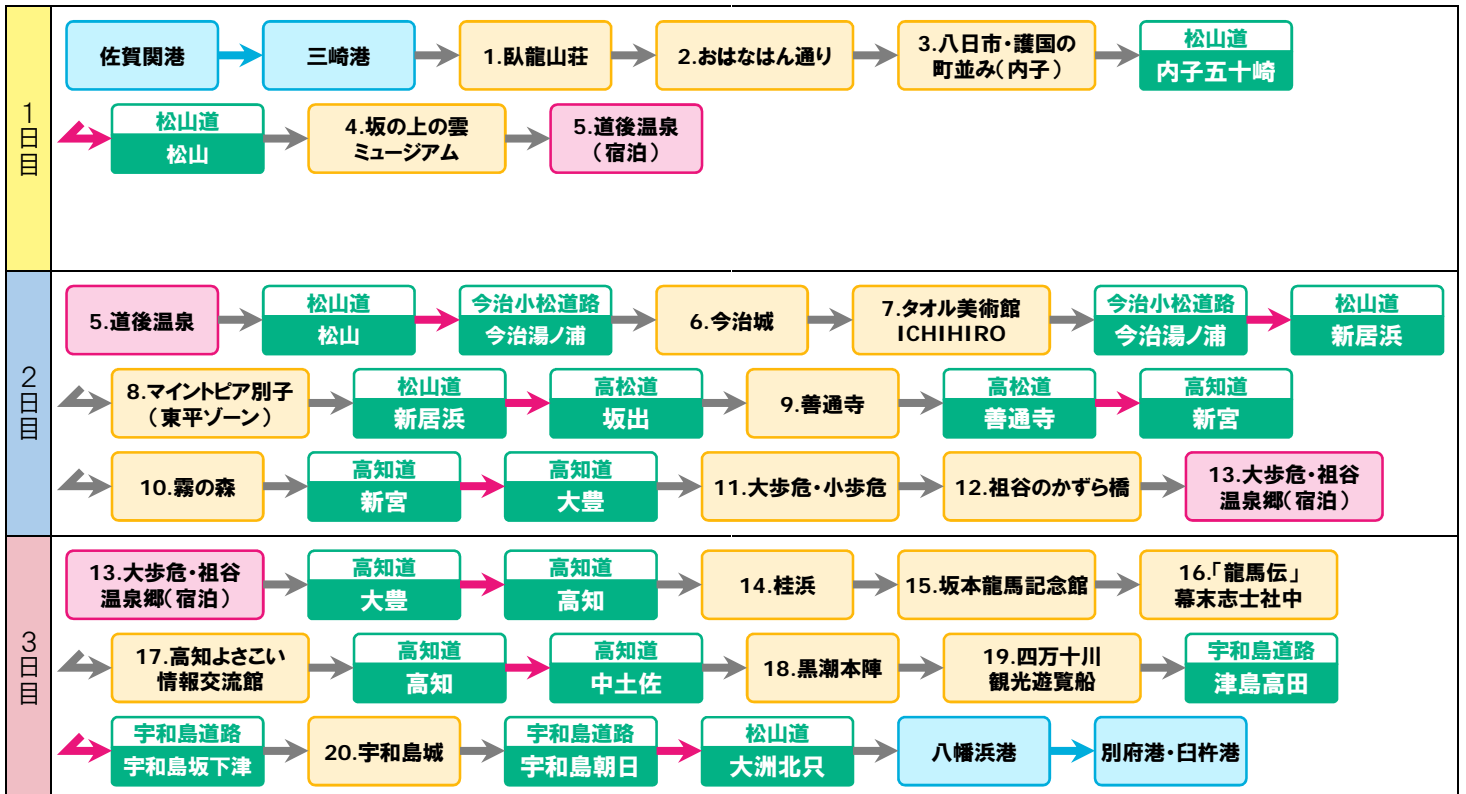 1日目
佐賀関港
三崎港
1.臥龍山荘
2.おはなはん通り
3.八日市・護国の
町並み(内子)
松山道
内子五十崎
松山道
松山
4.坂の上の雲
ミュージアム
5.道後温泉
(宿泊)
2日目
5.道後温泉
松山道
松山
今治小松道路
今治湯ノ浦
6.今治城
7.タオル美術館
ICHIHIRO
今治小松道路
今治湯ノ浦
松山道
新居浜
8.マイントピア別子
(東平ゾーン)
松山道
新居浜
高松道
坂出
9.善通寺
高松道
善通寺
高知道
新宮
10.霧の森
高知道
新宮
高知道
大豊
11.大歩危・小歩危
12.祖谷のかずら橋
13.大歩危・祖谷
温泉郷(宿泊)
3日目
13.大歩危・祖谷
温泉郷(宿泊)
高知道
大豊
高知道
高知
14.桂浜
15.坂本龍馬記念館
16.「龍馬伝」
幕末志士社中
17.高知よさこい
情報交流館
高知道
高知
高知道
中土佐
18.黒潮本陣
19.四万十川
観光遊覧船
宇和島道路
津島高田
宇和島道路
宇和島坂下津
20.宇和島城
宇和島道路
宇和島朝日
松山道
大洲北只
八幡浜港
別府港・臼杵港